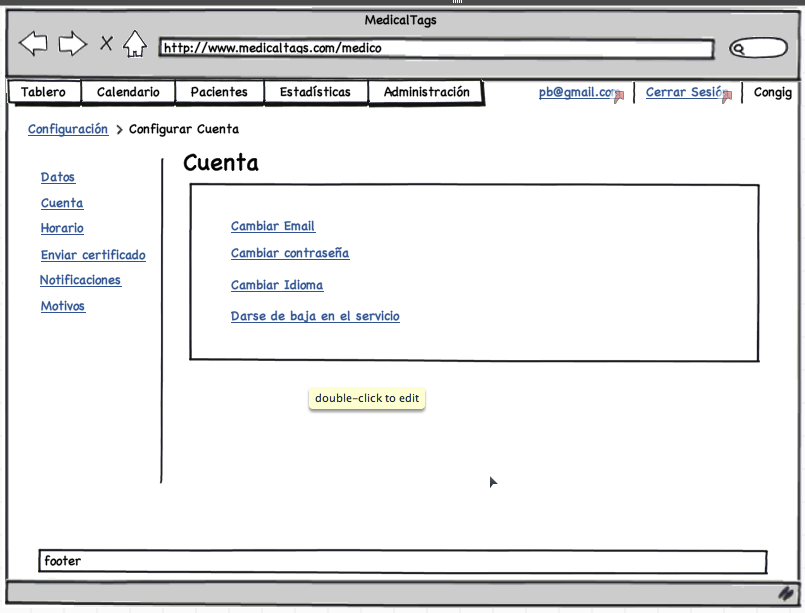 MedicalTags
http://www.medicaltags.com/medico
Tablero Calendario Pacientes Estadísticas Administración pb@gmail.com Cerrar Sesión Congig
Configuración > Configurar Cuenta
Cuenta
Datos
Cuenta
Horario
Enviar certificado
Notificaciones
Motivos
Cambiar Email
Cambiar contraseña
Cambiar Idioma
Darse de baja en el servicio
double-click to edit
footer